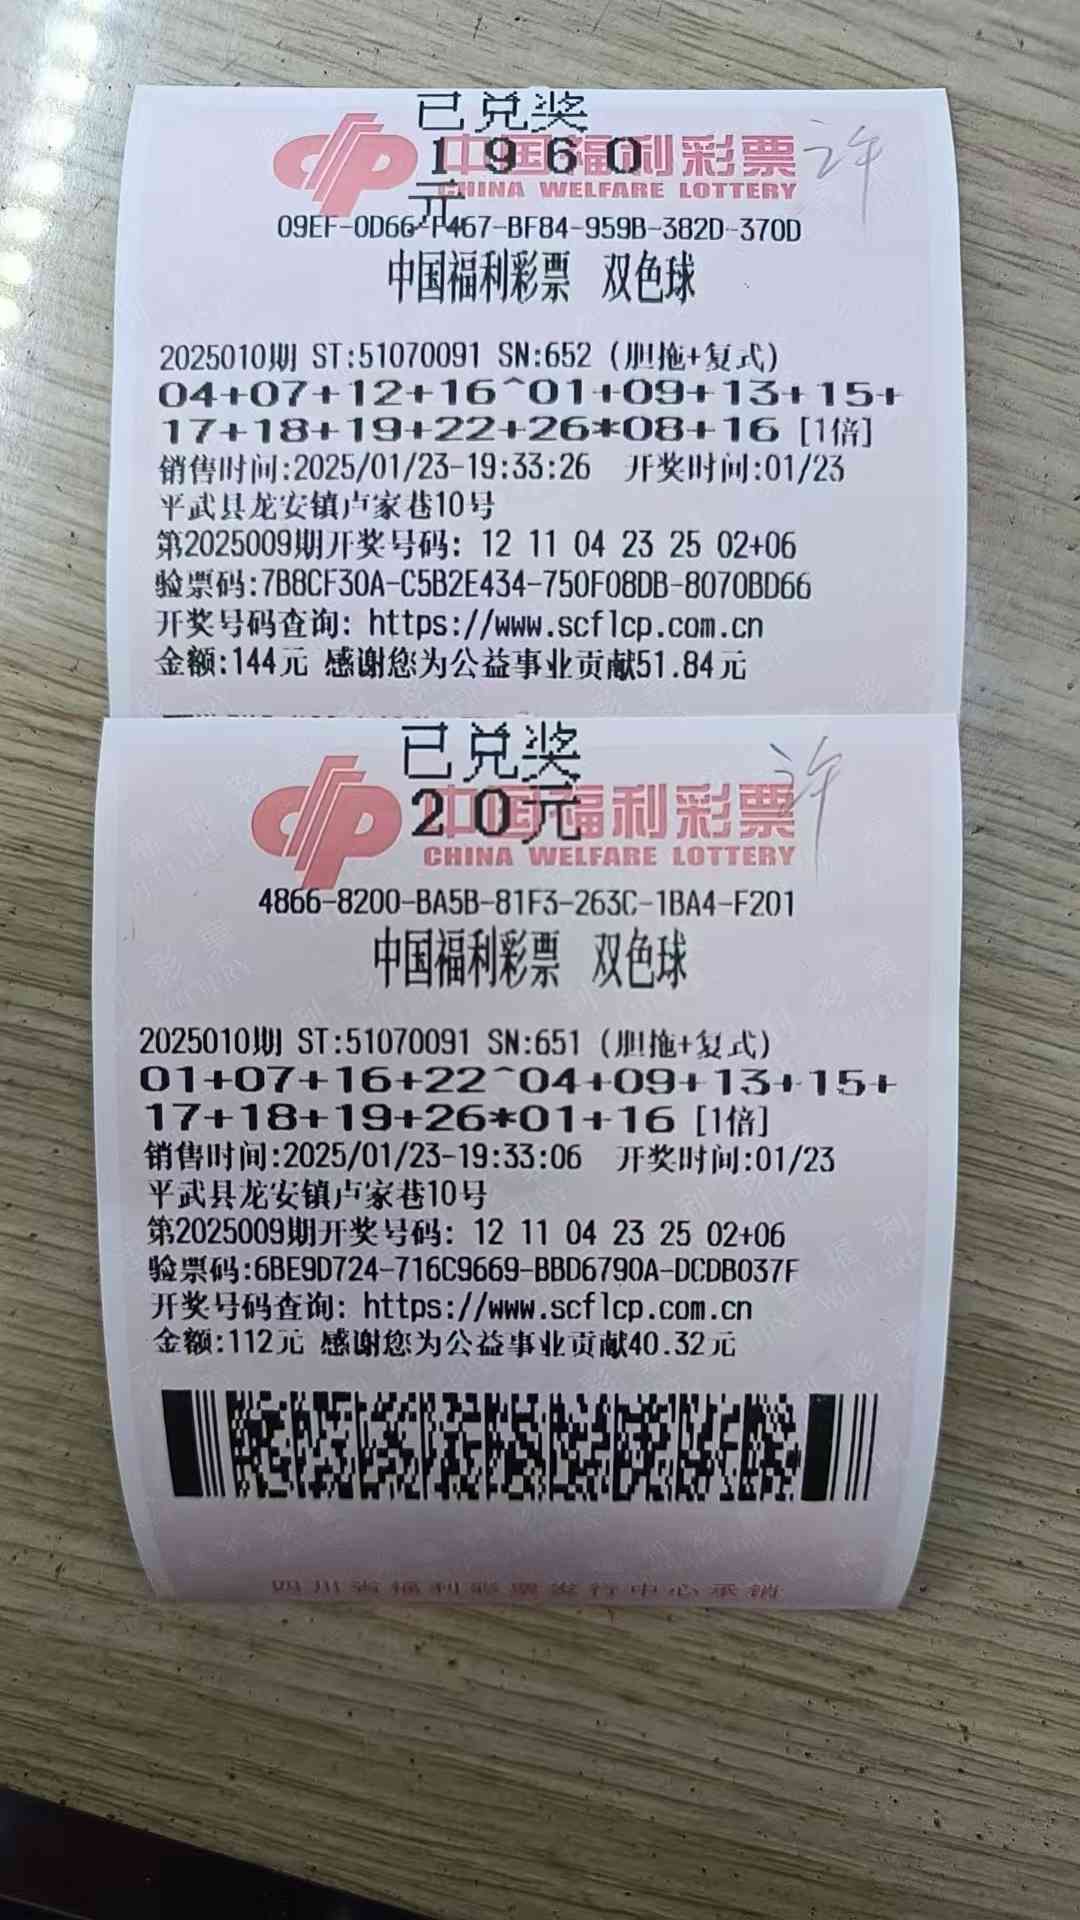 已兑奖
中国福利彩票
1960
许
CHINA WELFARE LOTTERY
元
09EF-0D66-F467-BF84-959B-382D-370D
中国福利彩票 双色球
2025010期 ST:51070091 SN:652 (胆拖+复式)
04+07+12+16^01+09+13+15+
17+18+19+22+26*08+16 [1倍]
销售时间:2025/01/23-19:33:26 开奖时间:01/23
平武县龙安镇卢家巷10号
第2025009期开奖号码: 12 11 04 23 25 02+06
验票码:7B8CF30A-C5B2E434-750F08DB-8070BD66
开奖号码查询: https://www.scflcp.com.cn
金额:144元 感谢您为公益事业贡献51.84元
已兑奖
许
中国福利彩票
20元
CHINA WELFARE LOTTERY
4866-8200-BA5B-81F3-263C-1BA4-F201
中国福利彩票 双色球
2025010期 ST:51070091 SN:651 (胆拖+复式)
01+07+16+22^04+09+13+15+
17+18+19+26*01+16 [1倍]
销售时间:2025/01/23-19:33:06 开奖时间:01/23
平武县龙安镇卢家巷10号
第2025009期开奖号码: 12 11 04 23 25 02+06
验票码:6BE9D724-716C9669-BBD6790A-DCDB037F
开奖号码查询: https://www.scflcp.com.cn
金额:112元 感谢您为公益事业贡献40.32元
四川省福利彩票发行中心承销